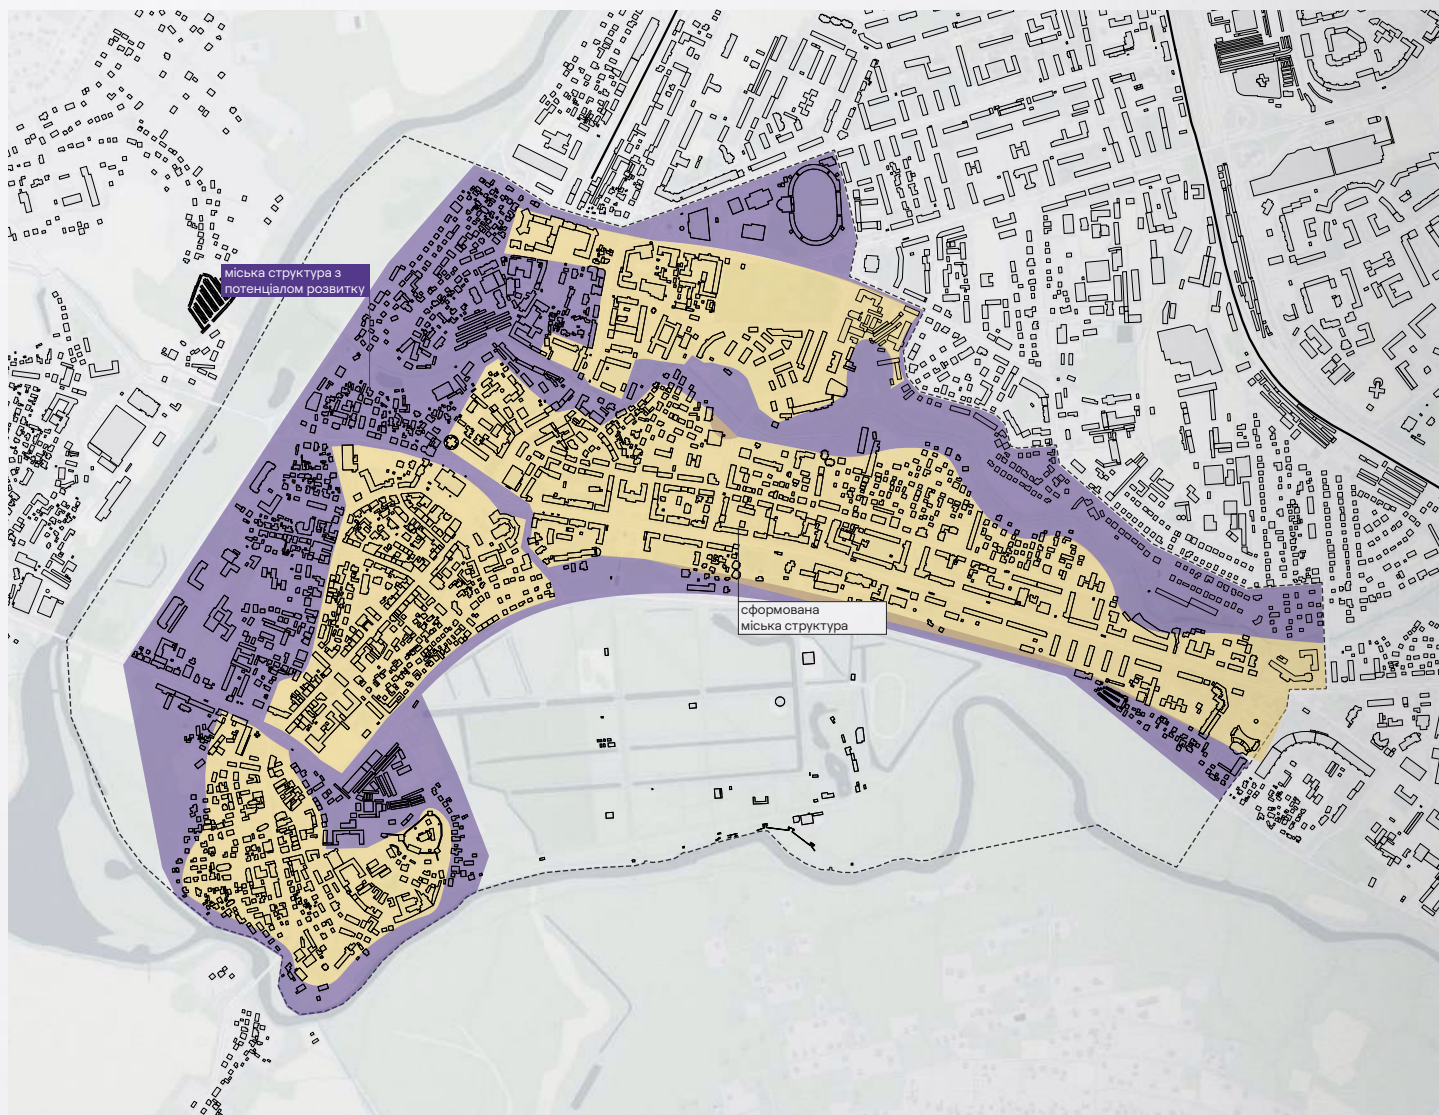 міська структура з
потенціалом розвитку
сформована
міська структура